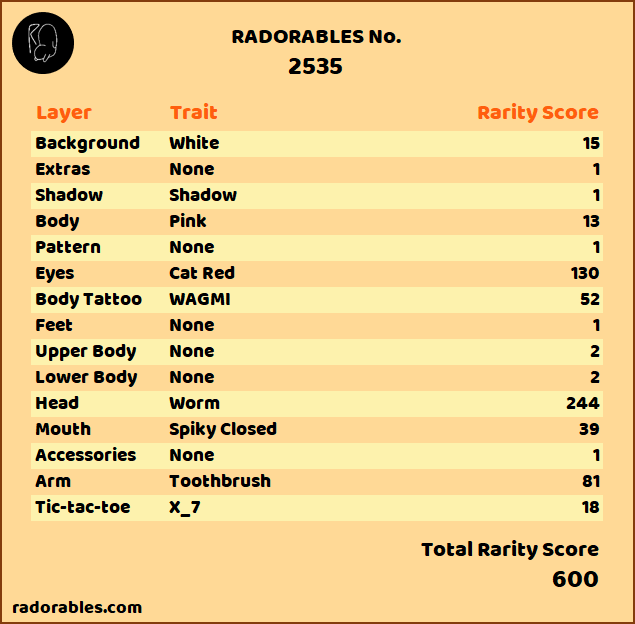 RADORABLES No.
2535
Layer Trait Rarity Score
Background White 15
Extras None 1
Shadow Shadow 1
Body Pink 13
Pattern None 1
Eyes Cat Red 130
Body Tattoo WAGMI 52
Feet None 1
Upper Body None 2
Lower Body None 2
Head Worm 244
Mouth Spiky Closed 39
Accessories None 1
Arm Toothbrush 81
Tic-tac-toe X_7 18
Total Rarity Score
600
radorables.com